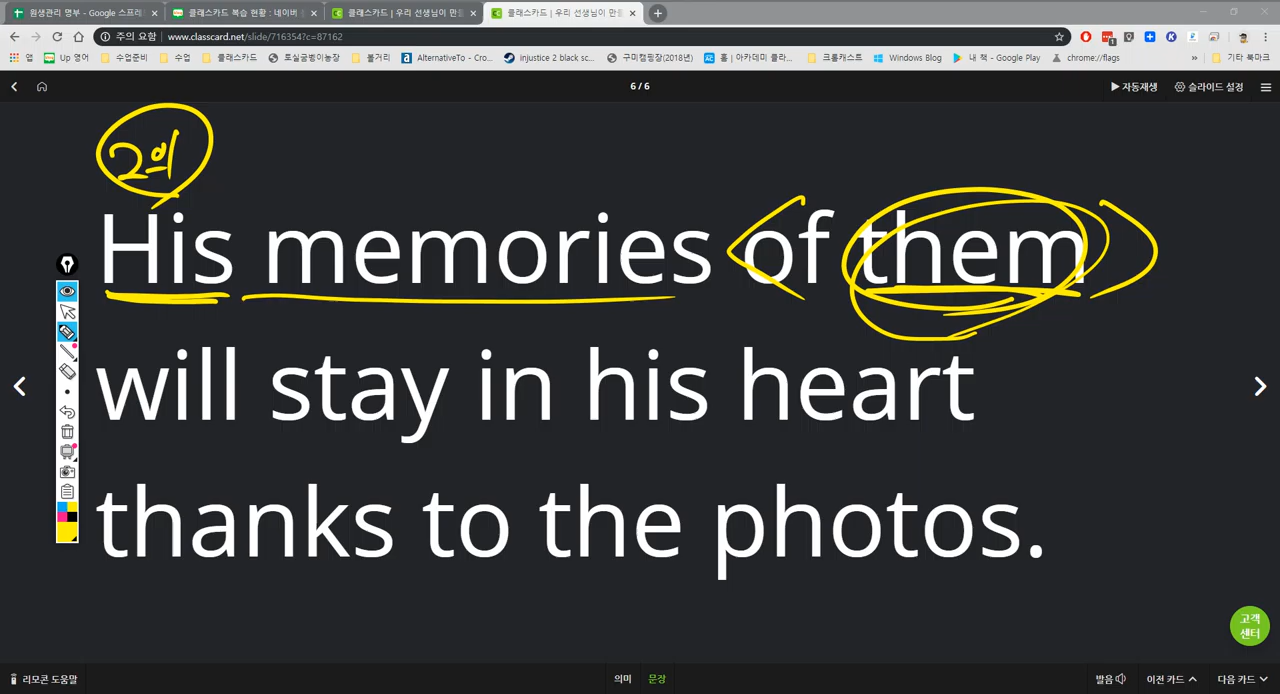 원생관리 명부 - Google 스프레
클래스카드 복습 현황 : 네이버
클래스카드 | 우리 선생님이 만들
클래스카드 | 우리 선생님이 만들
주의 요함 | www.classcard.net/slide/716354?c=87162
앱 Up 영어 수업준비 수업 클래스카드 토실굼벵이농장 볼거리 AlternativeTo - Cro... injustice 2 black sc... 구미캠핑장(2018년) 홈 | 아카데미 클라... 크롬캐스트 Windows Blog 내 책 - Google Play chrome://flags » 기타 북마크
6 / 6
자동재생 슬라이드 설정
His memories of them
will stay in his heart
thanks to the photos.
고객
센터
리모콘 도움말 의미 문장 발음 이전 카드 다음 카드